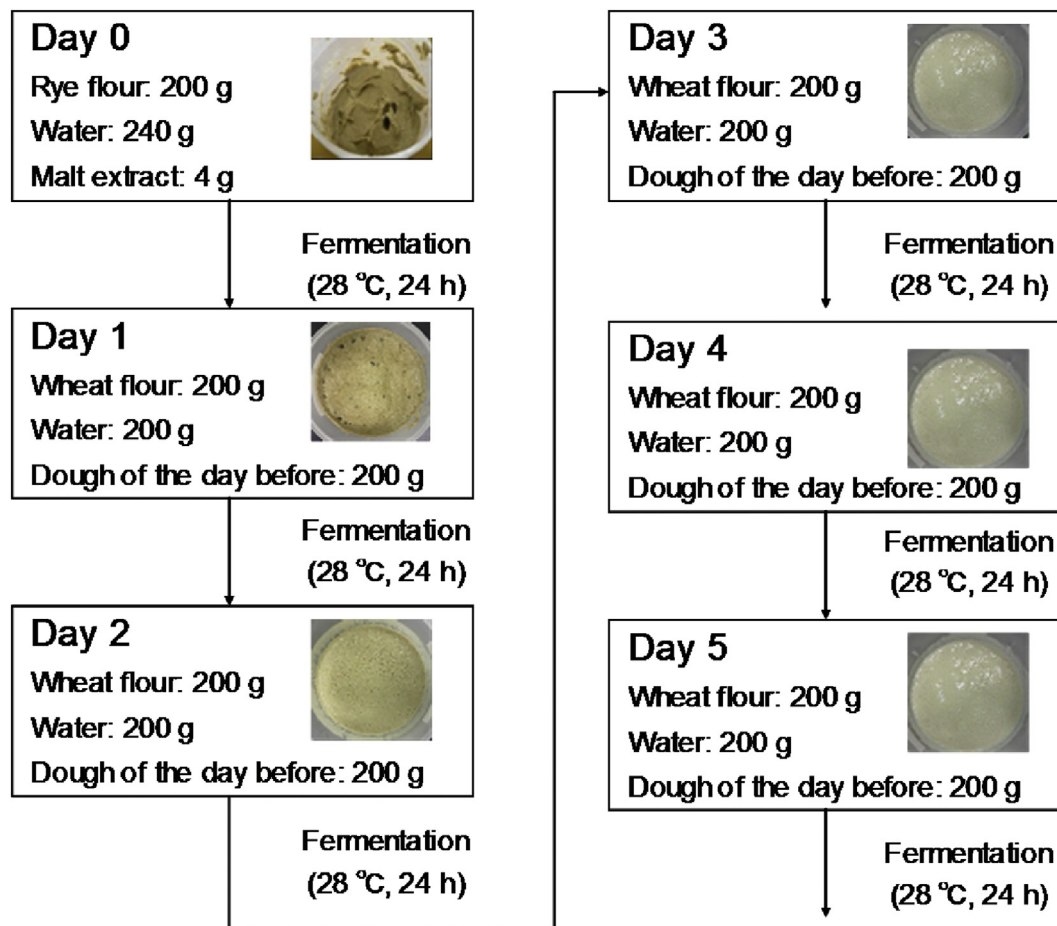 Day 0
Rye flour: 200 g
Water: 240 g
Malt extract: 4 g
Fermentation
(28 °C, 24 h)
Day 1
Wheat flour: 200 g
Water: 200 g
Dough of the day before: 200 g
Fermentation
(28 °C, 24 h)
Day 2
Wheat flour: 200 g
Water: 200 g
Dough of the day before: 200 g
Fermentation
(28 °C, 24 h)
Day 3
Wheat flour: 200 g
Water: 200 g
Dough of the day before: 200 g
Fermentation
(28 °C, 24 h)
Day 4
Wheat flour: 200 g
Water: 200 g
Dough of the day before: 200 g
Fermentation
(28 °C, 24 h)
Day 5
Wheat flour: 200 g
Water: 200 g
Dough of the day before: 200 g
Fermentation
(28 °C, 24 h)